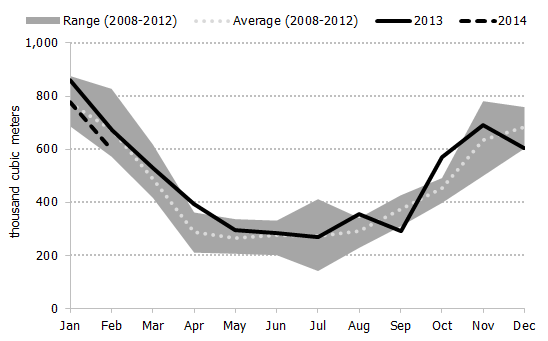 Range (2008-2012) Average (2008-2012) 2013 2014
thousand cubic meters
1,000
800
600
400
200
0
Jan Feb Mar Apr May Jun Jul Aug Sep Oct Nov Dec